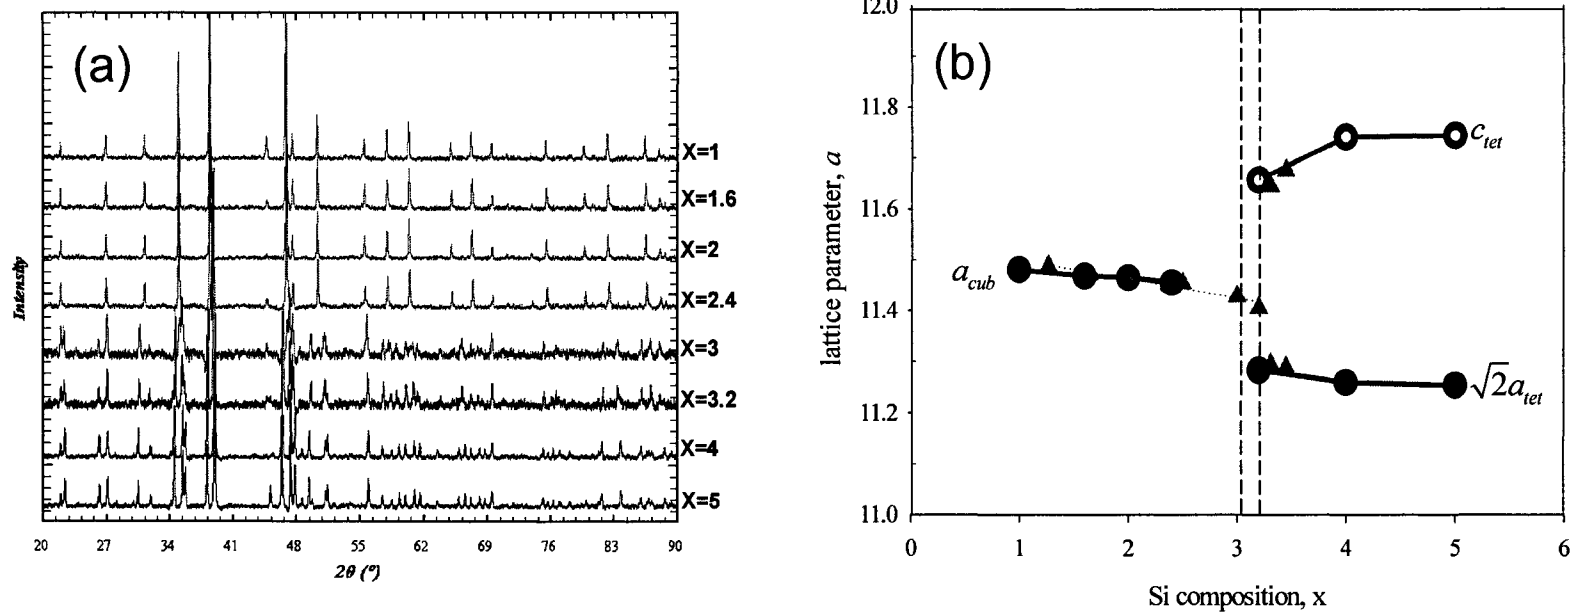 (a)
X=1
X=1.6
X=2
X=2.4
X=3
X=3.2
X=4
X=5
Intensity
20 27 34 41 48 55 62 69 76 83 90
2θ (°)
(b)
12.0
11.8
11.6
11.4
11.2
11.0
lattice parameter, a
c_tet
a_cub
√2a_tet
0 1 2 3 4 5 6
Si composition, x